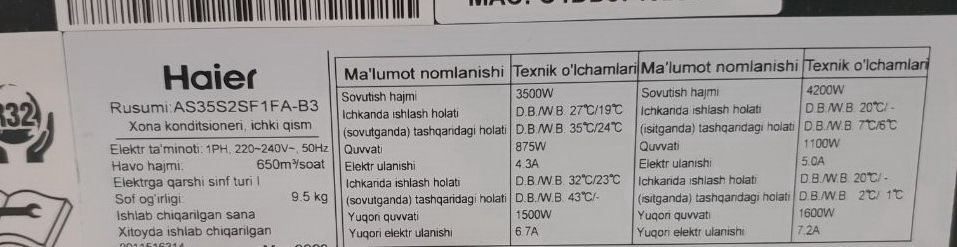 Haier
Rusumi:AS35S2SF1FA-B3
Xona konditsioneri, ichki qism
Elektr ta'minoti: 1PH, 220~240V~, 50Hz
Havo hajmi: 650m³/soat
Elektrga qarshi sinf turi I
Sof og'irligi: 9.5 kg
Ishlab chiqarilgan sana
Xitoyda ishlab chiqarilgan
Ma'lumot nomlanishi Texnik o'lchamlari Ma'lumot nomlanishi Texnik o'lchamlari
Sovutish hajmi 3500W Sovutish hajmi 4200W
Ichkarida ishlash holati D.B./W.B. 27℃/19℃ Ichkarida ishlash holati D.B./W.B. 20℃/-
(sovutganda) tashqaridagi holati D.B./W.B. 35℃/24℃ (isitganda) tashqaridagi holati D.B./W.B. 7℃/6℃
Quvvati 875W Quvvati 1100W
Elektr ulanishi 4.3A Elektr ulanishi 5.0A
Ichkarida ishlash holati D.B./W.B. 32℃/23℃ Ichkarida ishlash holati D.B./W.B. 20℃/-
(sovutganda) tashqaridagi holati D.B./W.B. 43℃/- (isitganda) tashqaridagi holati D.B./W.B. 2℃/ 1℃
Yuqori quvvati 1500W Yuqori quvvati 1600W
Yuqori elektr ulanishi 6.7A Yuqori elektr ulanishi 7.2A